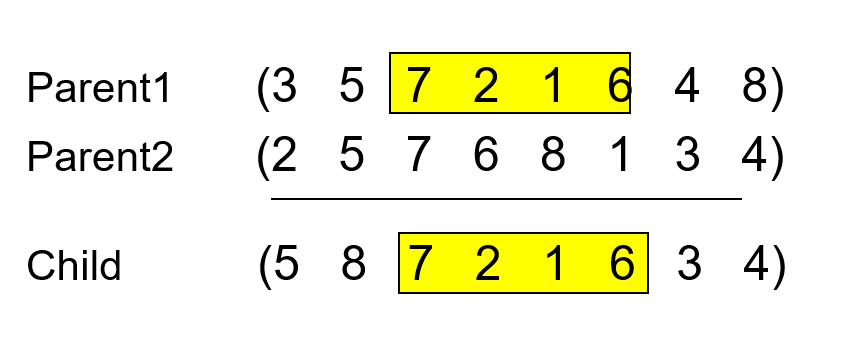 Parent1 (3 5 7 2 1 6 4 8)
Parent2 (2 5 7 6 8 1 3 4)
Child (5 8 7 2 1 6 3 4)